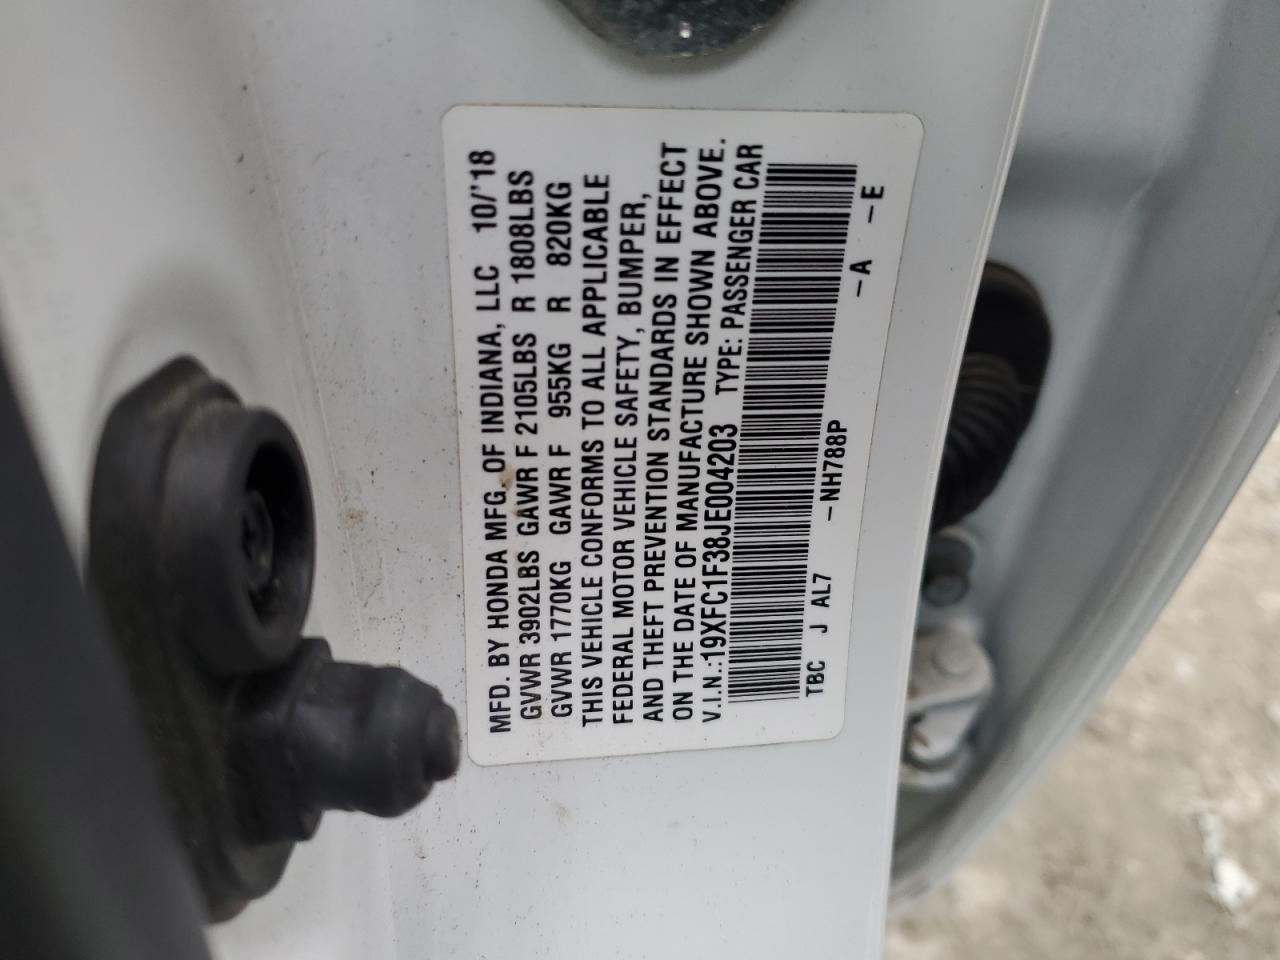 MFD. BY HONDA MFG. OF INDIANA, LLC 10/'18
GVWR 3902LBS GAWR F 2105LBS R 1808LBS
GVWR 1770KG GAWR F 955KG R 820KG
THIS VEHICLE CONFORMS TO ALL APPLICABLE
FEDERAL MOTOR VEHICLE SAFETY, BUMPER,
AND THEFT PREVENTION STANDARDS IN EFFECT
ON THE DATE OF MANUFACTURE SHOWN ABOVE.
V.I.N.:19XFC1F38JE004203 TYPE: PASSENGER CAR
TBC J AL7 -NH788P -A -E